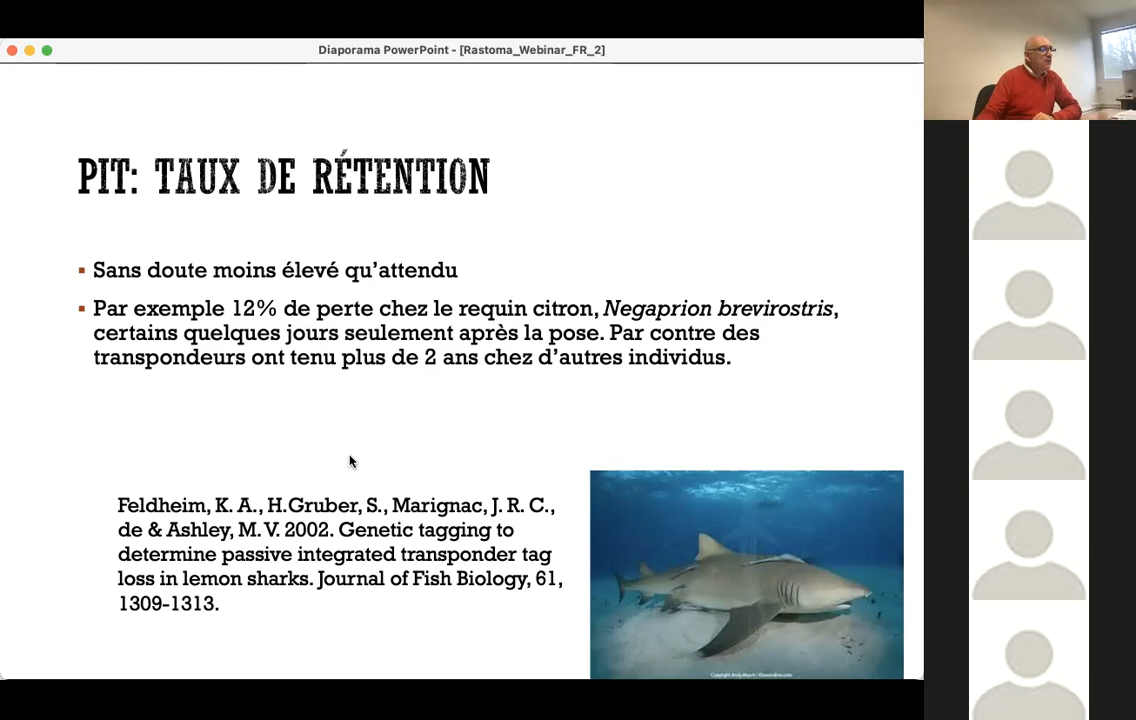 Diaporama PowerPoint - [Rastoma_Webinar_FR_2]
PIT: TAUX DE RÉTENTION
▪ Sans doute moins élevé qu’attendu
▪ Par exemple 12% de perte chez le requin citron, Negaprion brevirostris,
certains quelques jours seulement après la pose. Par contre des
transpondeurs ont tenu plus de 2 ans chez d’autres individus.
Feldheim, K. A., H.Gruber, S., Marignac, J. R. C.,
de & Ashley, M. V. 2002. Genetic tagging to
determine passive integrated transponder tag
loss in lemon sharks. Journal of Fish Biology, 61,
1309-1313.